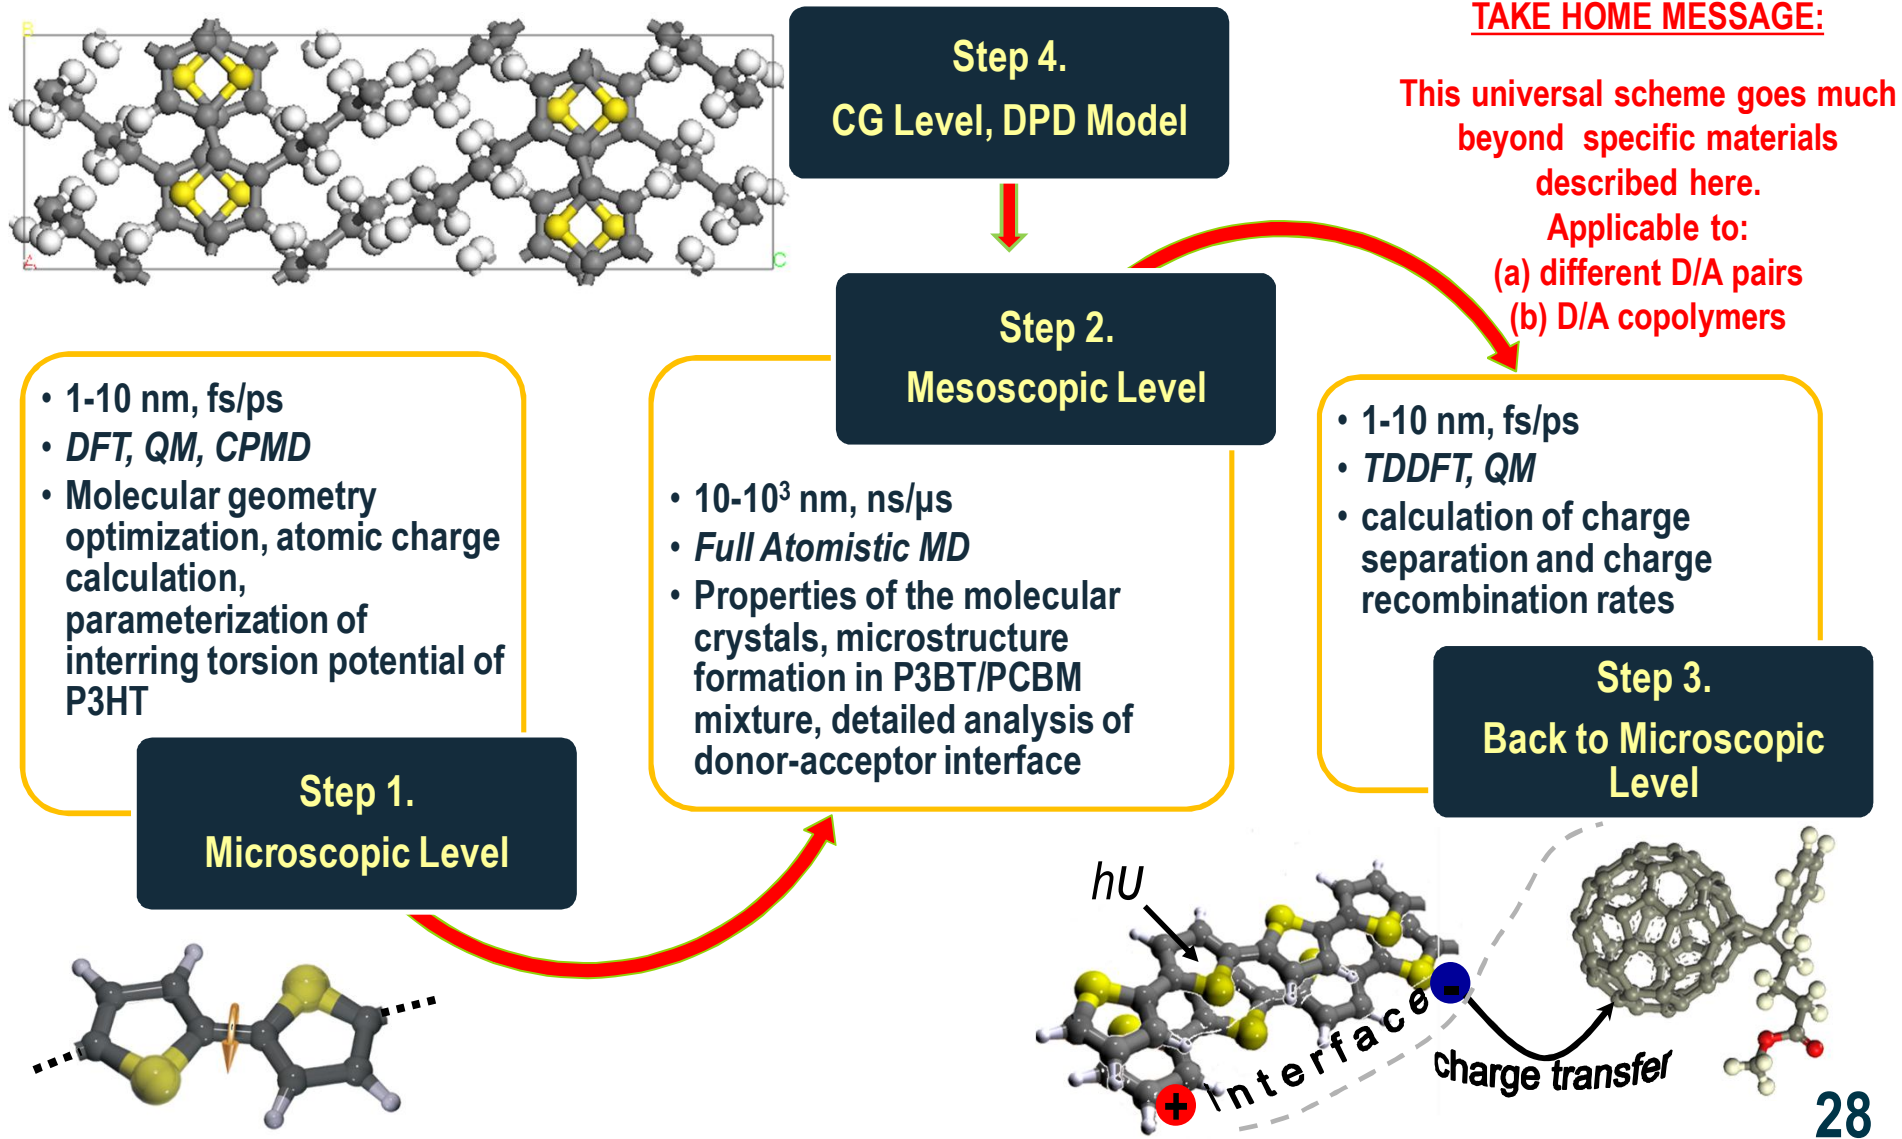 B
A
C
Step 4.
CG Level, DPD Model
TAKE HOME MESSAGE:
This universal scheme goes much
beyond specific materials
described here.
Applicable to:
(a) different D/A pairs
(b) D/A copolymers
• 1-10 nm, fs/ps
• DFT, QM, CPMD
• Molecular geometry
optimization, atomic charge
calculation,
parameterization of
interring torsion potential of
P3HT
Step 1.
Microscopic Level
Step 2.
Mesoscopic Level
• 10-10³ nm, ns/µs
• Full Atomistic MD
• Properties of the molecular
crystals, microstructure
formation in P3BT/PCBM
mixture, detailed analysis of
donor-acceptor interface
• 1-10 nm, fs/ps
• TDDFT, QM
• calculation of charge
separation and charge
recombination rates
Step 3.
Back to Microscopic
Level
hU
Interface
+
-
charge transfer
28